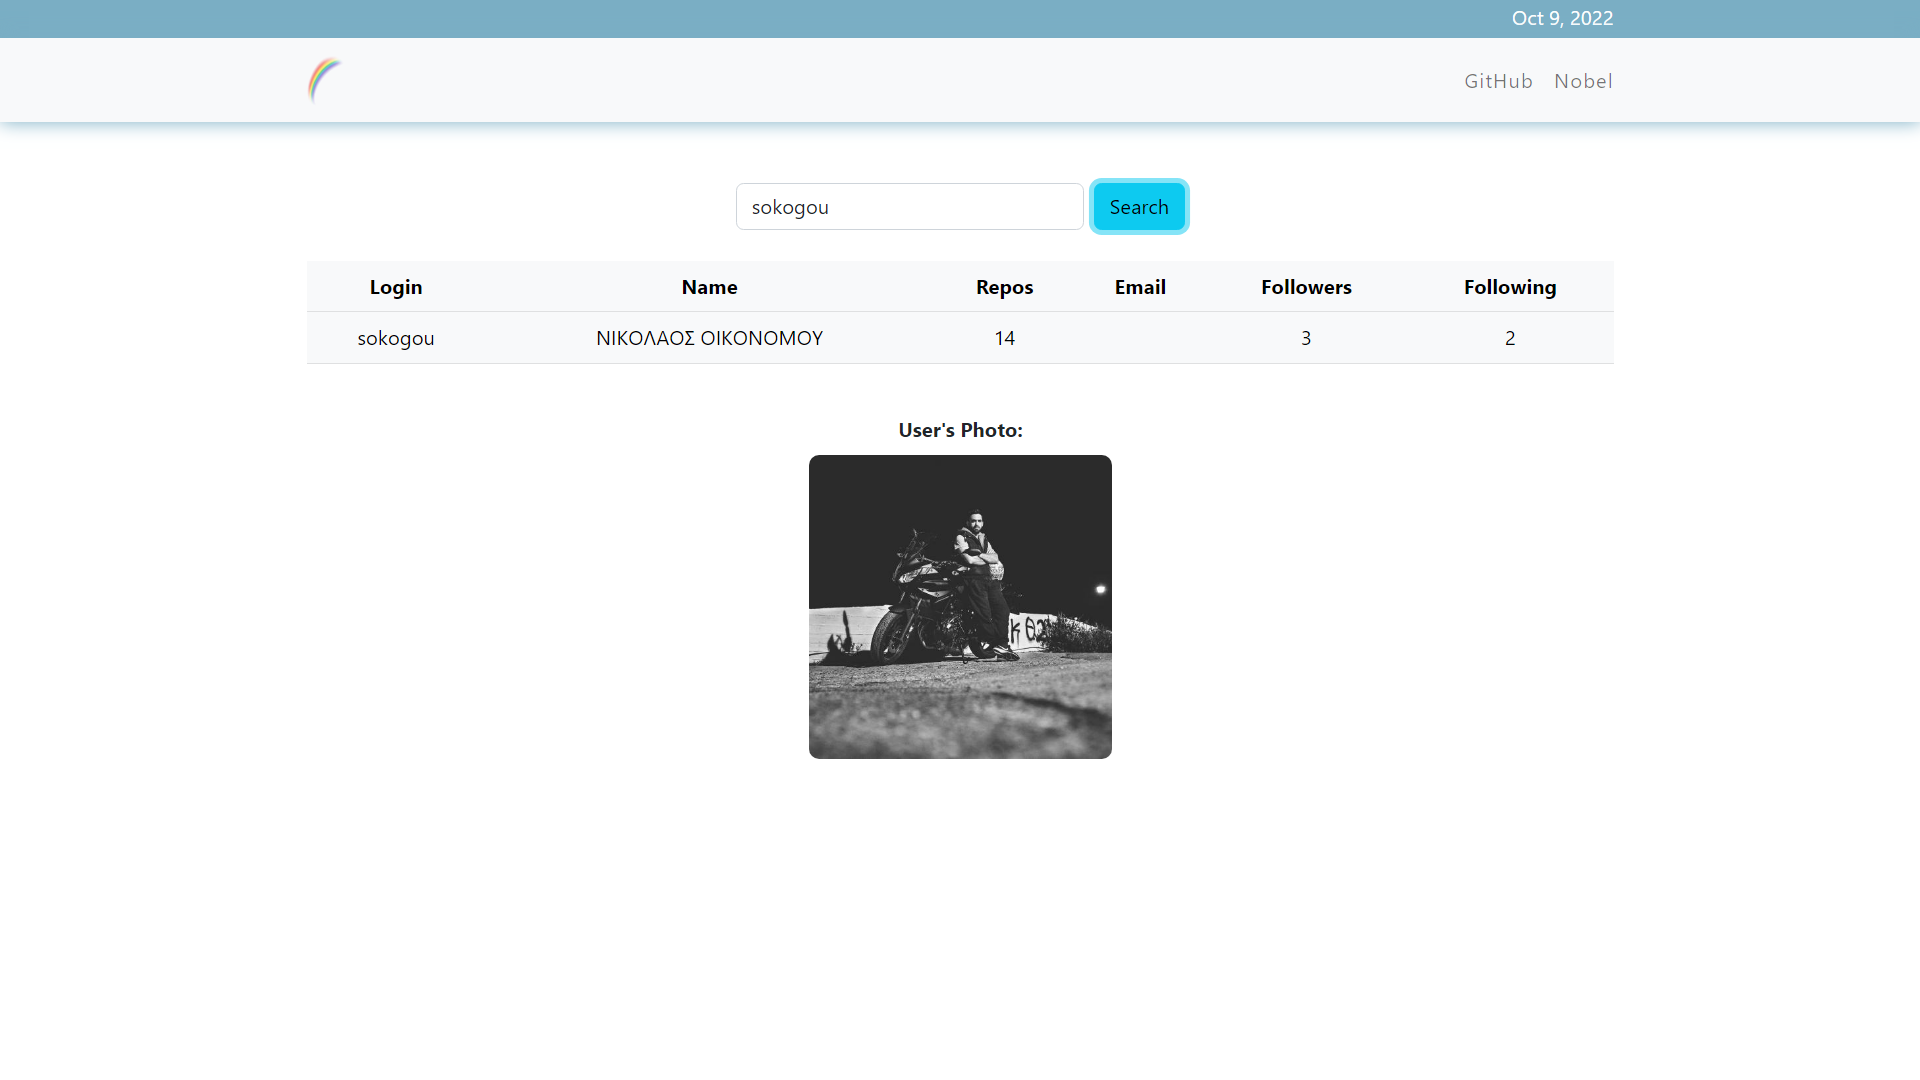 Oct 9, 2022
GitHub Nobel
sokogou Search
Login Name Repos Email Followers Following
sokogou ΝΙΚΟΛΑΟΣ ΟΙΚΟΝΟΜΟΥ 14 3 2
User's Photo: